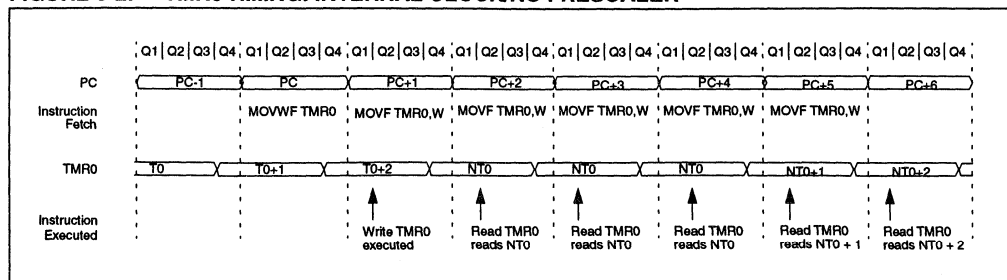 FIGURE 6-2: TMR0 TIMING: INTERNAL CLOCK/NO PRESCALER
Q1 Q2 Q3 Q4 Q1 Q2 Q3 Q4 Q1 Q2 Q3 Q4 Q1 Q2 Q3 Q4 Q1 Q2 Q3 Q4 Q1 Q2 Q3 Q4 Q1 Q2 Q3 Q4 Q1 Q2 Q3 Q4
PC PC-1 PC PC+1 PC+2 PC+3 PC+4 PC+5 PC+6
Instruction Fetch MOVWF TMR0 MOVF TMR0,W MOVF TMR0,W MOVF TMR0,W MOVF TMR0,W MOVF TMR0,W
TMR0 T0 T0+1 T0+2 NT0 NT0 NT0 NT0+1 NT0+2
Instruction Executed
Write TMR0 executed
Read TMR0 reads NT0
Read TMR0 reads NT0
Read TMR0 reads NT0
Read TMR0 reads NT0 + 1
Read TMR0 reads NT0 + 2